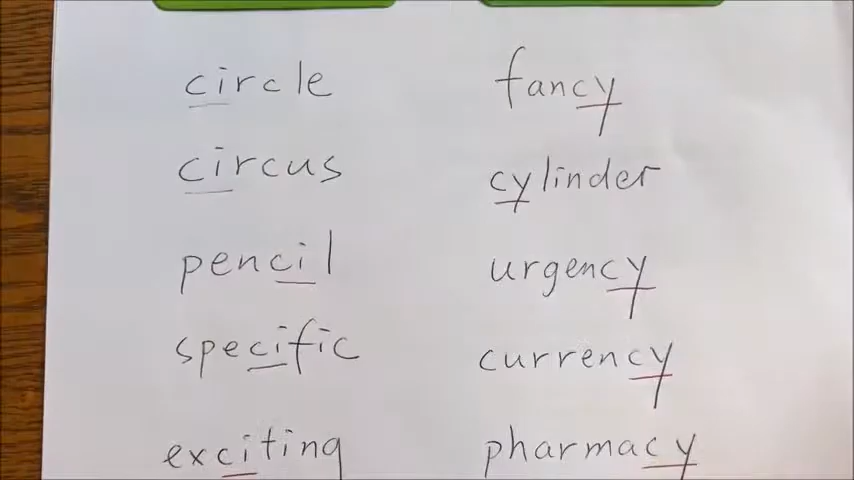 circle
circus
pencil
specific
exciting
fancy
cylinder
urgency
currency
pharmacy